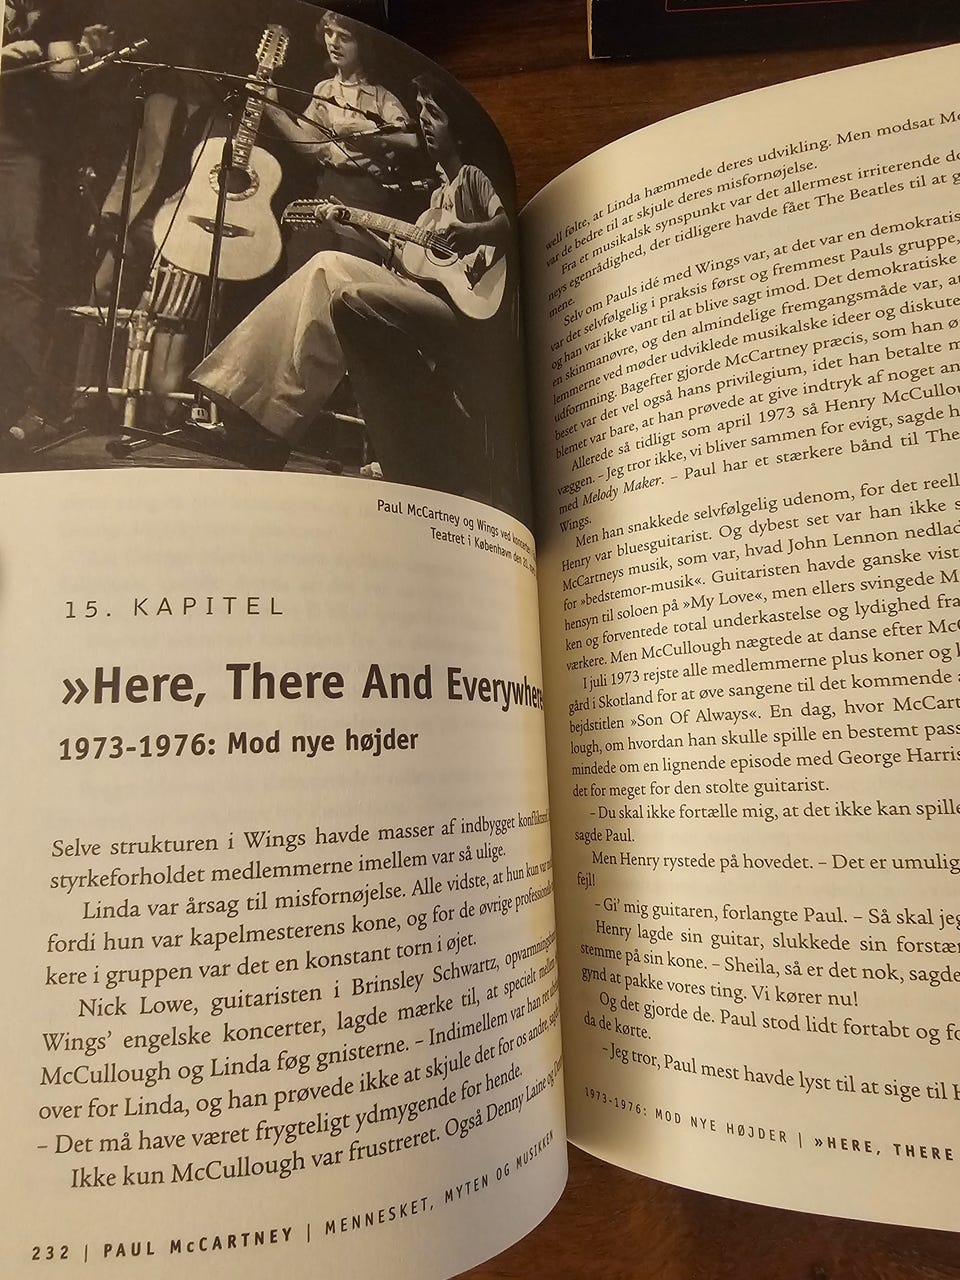 Paul McCartney og Wings ved koncerten i
Teatret i København den 20.
15. KAPITEL
»Here, There And Everywhere
1973-1976: Mod nye højder
Selve strukturen i Wings havde masser af indbygget
styrkeforholdet medlemmerne imellem var så ulige.
Linda var årsag til misfornøjelse. Alle vidste, at hun kun var
fordi hun var kapelmesterens kone, og for de øvrige professionelle
kere i gruppen var det en konstant torn i øjet.
Nick Lowe, guitaristen i Brinsley Schwartz,
Wings' engelske koncerter, lagde mærke til, at specielt mellem
McCullough og Linda føg gnisterne. – Indimellem var han ret
over for Linda, og han prøvede ikke at skjule det for os andre,
– Det må have været frygteligt ydmygende for hende.
Ikke kun McCullough var frustreret. Også Denny Laine og
232 | PAUL McCARTNEY | MENNESKET, MYTEN OG MUSIKKEN
well følte, at Linda hæmmede deres udvikling. Men modsat
var de bedre til at skjule deres misfornøjelse.
Fra et musikalsk synspunkt var det allermest irriterende
neys egenrådighed, der tidligere havde fået The Beatles til at
mene.
Selv om Pauls idé med Wings var, at det var en
var det selvfølgelig i praksis først og fremmest Pauls gruppe,
og han var ikke vant til at blive sagt imod. Det demokratiske
en skinmanøvre, og den almindelige fremgangsmåde var, at
lemmerne ved møder udviklede musikalske ideer og
udformning. Bagefter gjorde McCartney præcis, som han
beset var det vel også hans privilegium, idet han betalte
blemet var bare, at han prøvede at give indtryk af noget
Allerede så tidligt som april 1973 så Henry
væggen. – Jeg tror ikke, vi bliver sammen for evigt, sagde
med Melody Maker. – Paul har et stærkere bånd til The
Wings.
Men han snakkede selvfølgelig udenom, for det
Henry var bluesguitarist. Og dybest set var han ikke
McCartneys musik, som var, hvad John Lennon
for »bedstemor-musik«. Guitaristen havde ganske vist
hensyn til soloen på »My Love«, men ellers svingede
ken og forventede total underkastelse og lydighed fra
værkere. Men McCullough nægtede at danse efter
I juli 1973 rejste alle medlemmerne plus koner og
gård i Skotland for at øve sangene til det kommende
bejdstitlen »Son Of Always«. En dag, hvor
lough, om hvordan han skulle spille en bestemt
mindede om en lignende episode med George
det for meget for den stolte guitarist.
– Du skal ikke fortælle mig, at det ikke kan
sagde Paul.
Men Henry rystede på hovedet. – Det er
fejl!
– Gi' mig guitaren, forlangte Paul. – Så skal
Henry lagde sin guitar, slukkede sin
stemme på sin kone. – Sheila, så er det nok,
gynd at pakke vores ting. Vi kører nu!
Og det gjorde de. Paul stod lidt fortabt og
da de kørte.
– Jeg tror, Paul mest havde lyst til at sige til
1973-1976: MOD NYE HØJDER | »HERE, THERE